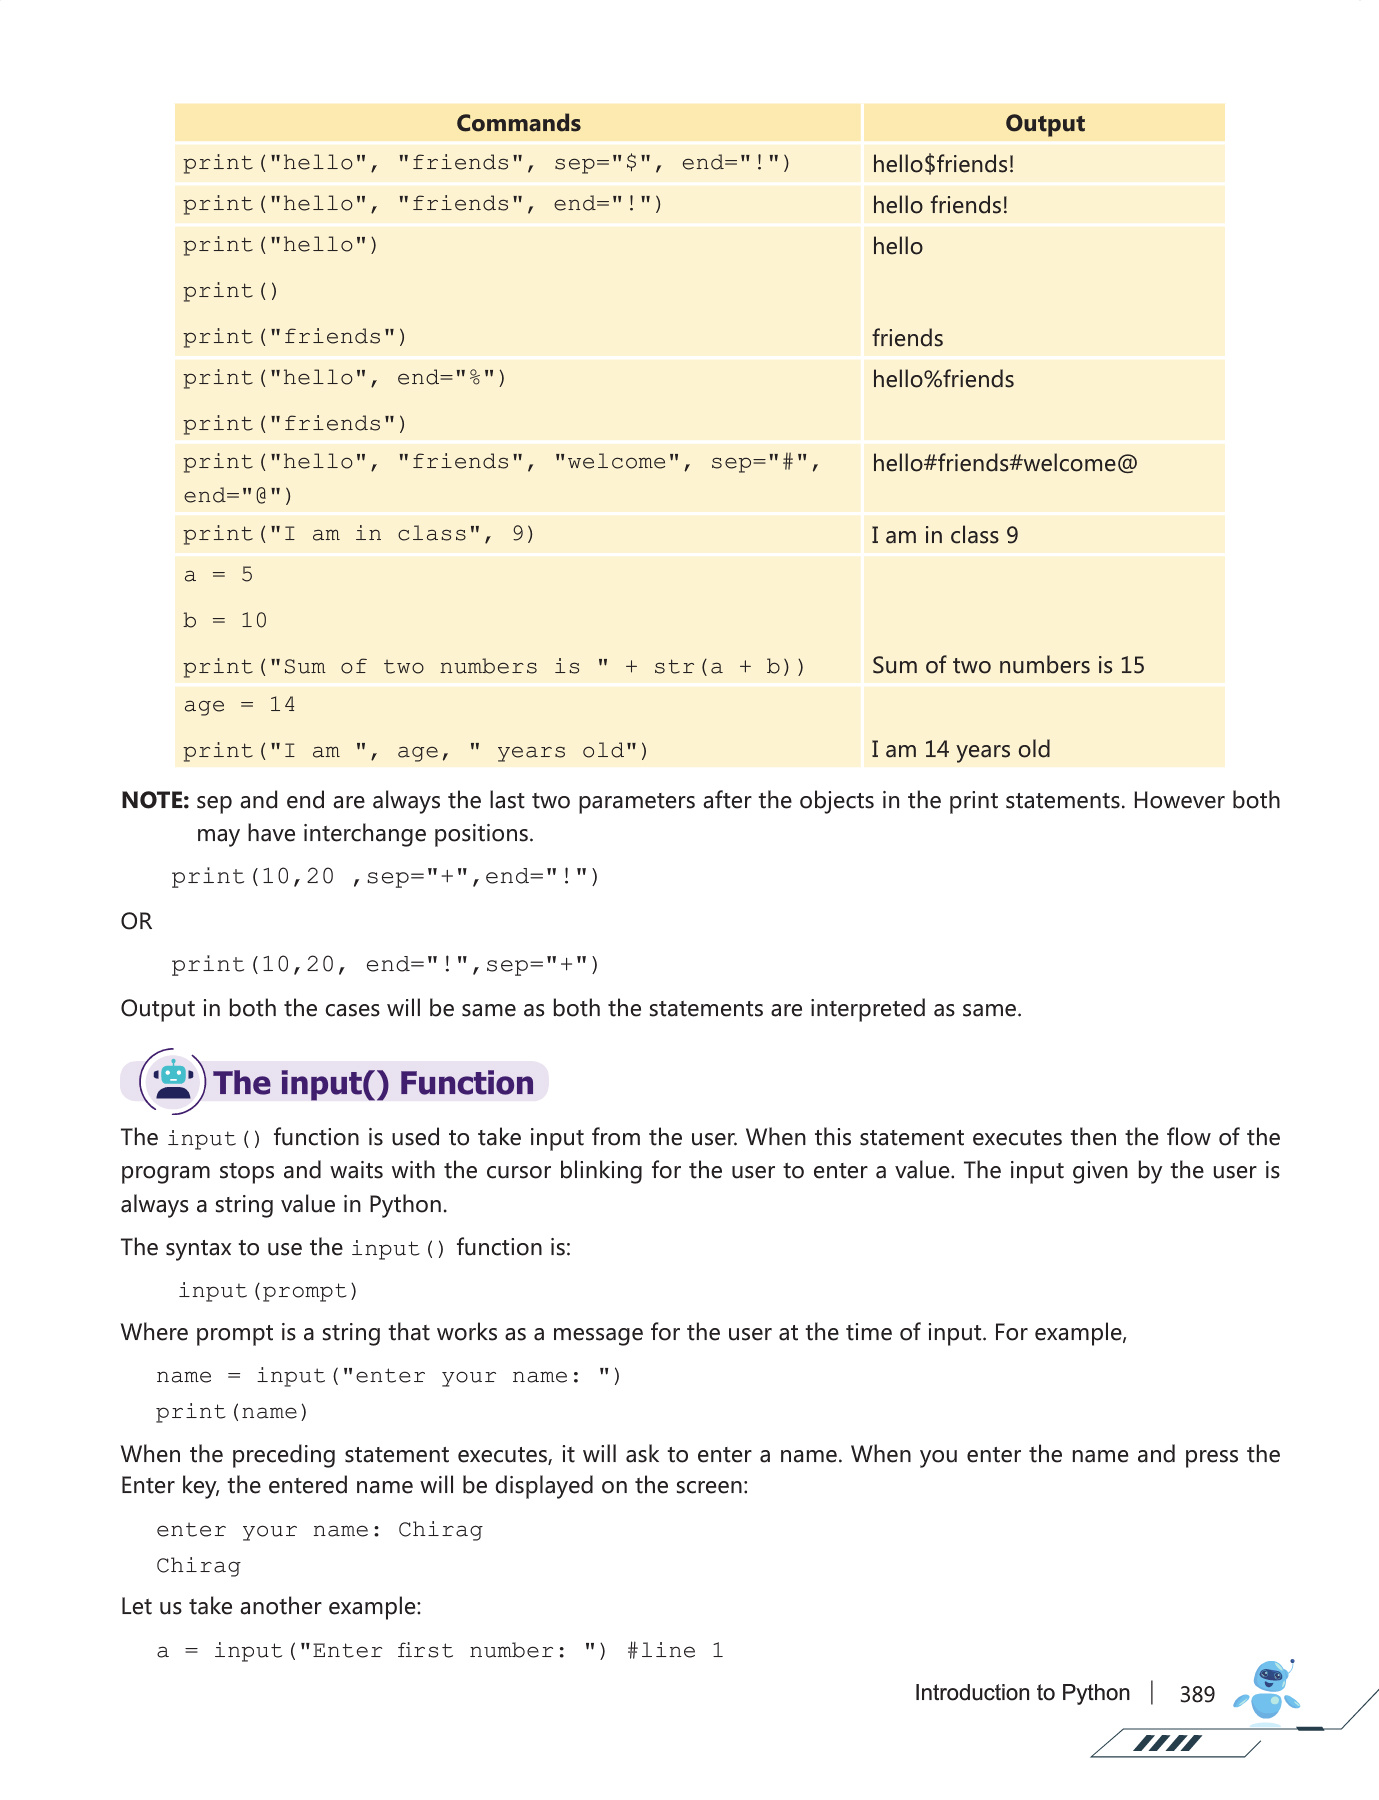 Commands Output
print("hello", "friends", sep="$", end="!") hello$friends!
print("hello", "friends", end="!") hello friends!
print("hello") hello
print()
print("friends") friends
print("hello", end="%") hello%friends
print("friends")
print("hello", "friends", "welcome", sep="#", hello#friends#welcome@
end="@")
print("I am in class", 9) I am in class 9
a = 5
b = 10
print("Sum of two numbers is " + str(a + b)) Sum of two numbers is 15
age = 14
print("I am ", age, " years old") I am 14 years old
NOTE: sep and end are always the last two parameters after the objects in the print statements. However both
may have interchange positions.
print(10,20 ,sep="+",end="!")
OR
print(10,20, end="!",sep="+")
Output in both the cases will be same as both the statements are interpreted as same.
The input() Function
The input() function is used to take input from the user. When this statement executes then the flow of the
program stops and waits with the cursor blinking for the user to enter a value. The input given by the user is
always a string value in Python.
The syntax to use the input() function is:
input(prompt)
Where prompt is a string that works as a message for the user at the time of input. For example,
name = input("enter your name: ")
print(name)
When the preceding statement executes, it will ask to enter a name. When you enter the name and press the
Enter key, the entered name will be displayed on the screen:
enter your name: Chirag
Chirag
Let us take another example:
a = input("Enter first number: ") #line 1
Introduction to Python 389